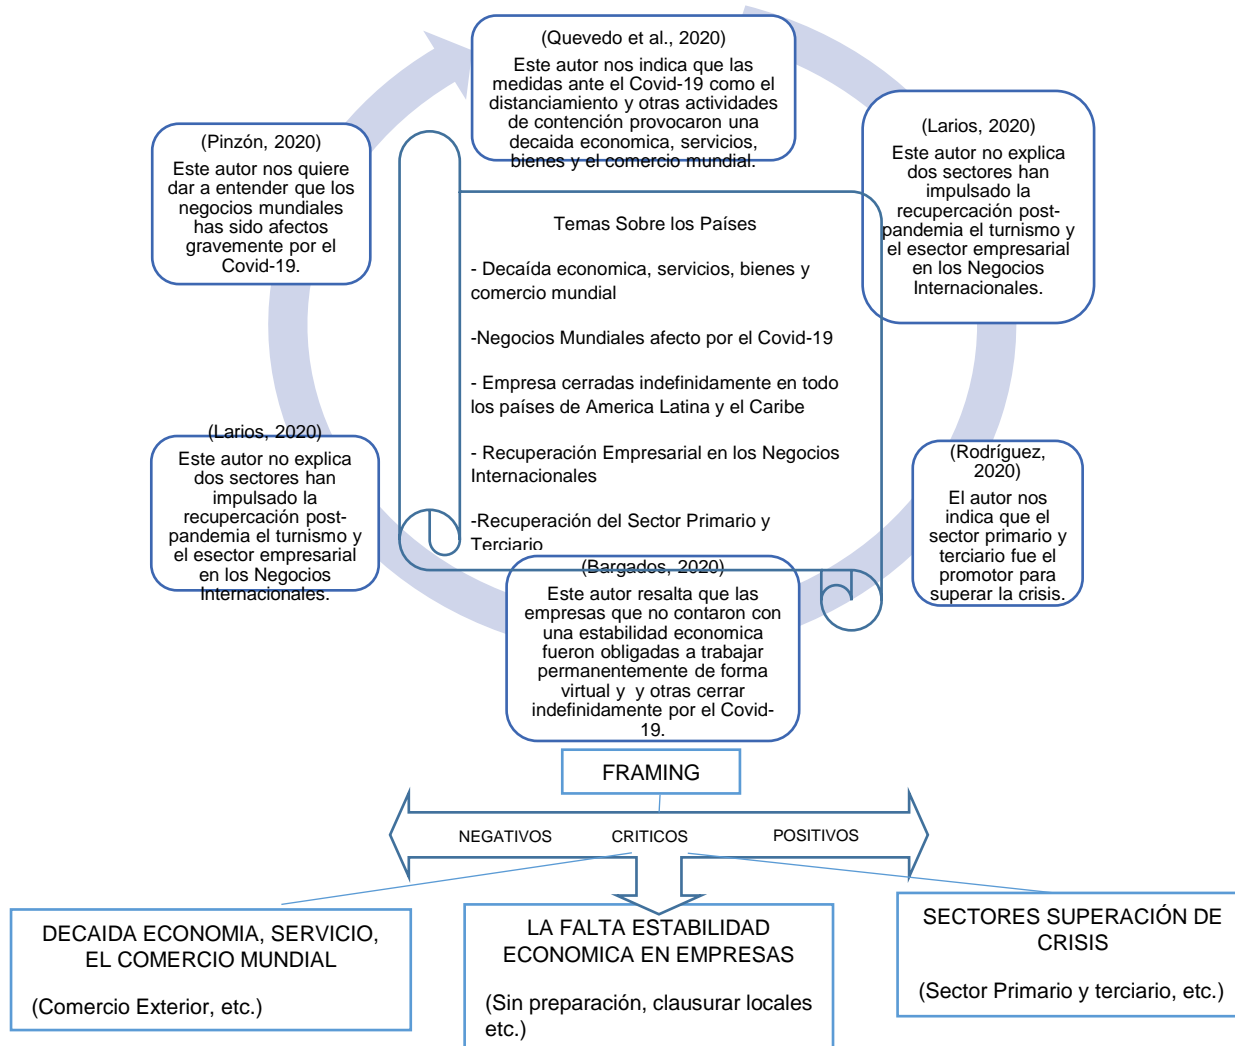 (Quevedo et al., 2020)
Este autor nos indica que las
medidas ante el Covid-19 como el
distanciamiento y otras actividades
de contención provocaron una
decaida economica, servicios,
bienes y el comercio mundial.
(Larios, 2020)
Este autor no explica
dos sectores han
impulsado la
recupercación post-
pandemia el turnismo y
el esector empresarial
en los Negocios
Internacionales.
(Rodríguez,
2020)
El autor nos
indica que el
sector primario y
terciario fue el
promotor para
superar la crisis.
(Bargados, 2020)
Este autor resalta que las
empresas que no contaron con
una estabilidad economica
fueron obligadas a trabajar
permanentemente de forma
virtual y  y otras cerrar
indefinidamente por el Covid-
19.
(Larios, 2020)
Este autor no explica
dos sectores han
impulsado la
recupercación post-
pandemia el turnismo y
el esector empresarial
en los Negocios
Internacionales.
(Pinzón, 2020)
Este autor nos quiere
dar a entender que los
negocios mundiales
has sido afectos
gravemente por el
Covid-19.
Temas Sobre los Países
- Decaída economica, servicios, bienes y
comercio mundial
-Negocios Mundiales afecto por el Covid-19
- Empresa cerradas indefinidamente en todo
los países de America Latina y el Caribe
- Recuperación Empresarial en los Negocios
Internacionales
-Recuperación del Sector Primario y
Terciario
FRAMING
NEGATIVOS CRITICOS POSITIVOS
DECAIDA ECONOMIA, SERVICIO,
EL COMERCIO MUNDIAL
(Comercio Exterior, etc.)
LA FALTA ESTABILIDAD
ECONOMICA EN EMPRESAS
(Sin preparación, clausurar locales
etc.)
SECTORES SUPERACIÓN DE
CRISIS
(Sector Primario y terciario, etc.)